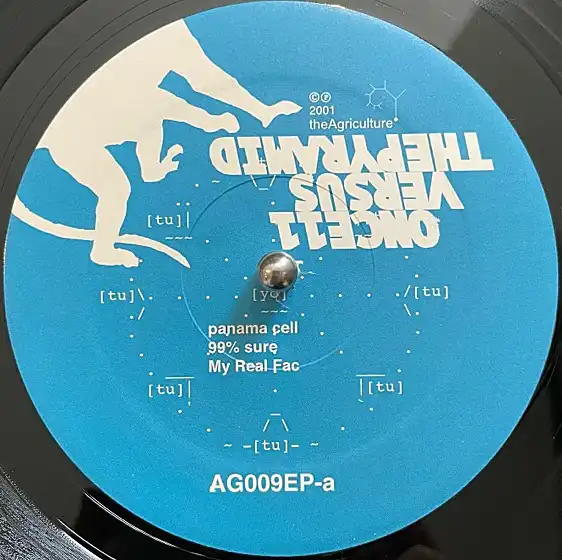 © ℗
2001
theAgriculture
ONCE11
VERSUS
THEPYRAMID
[tu]|
~~~
[tu]\
/
[yo]
~~~
/[tu]
\
panama cell
99% sure
My Real Fac
[tu]|
|[tu]
~ -[tu]- ~
AG009EP-a